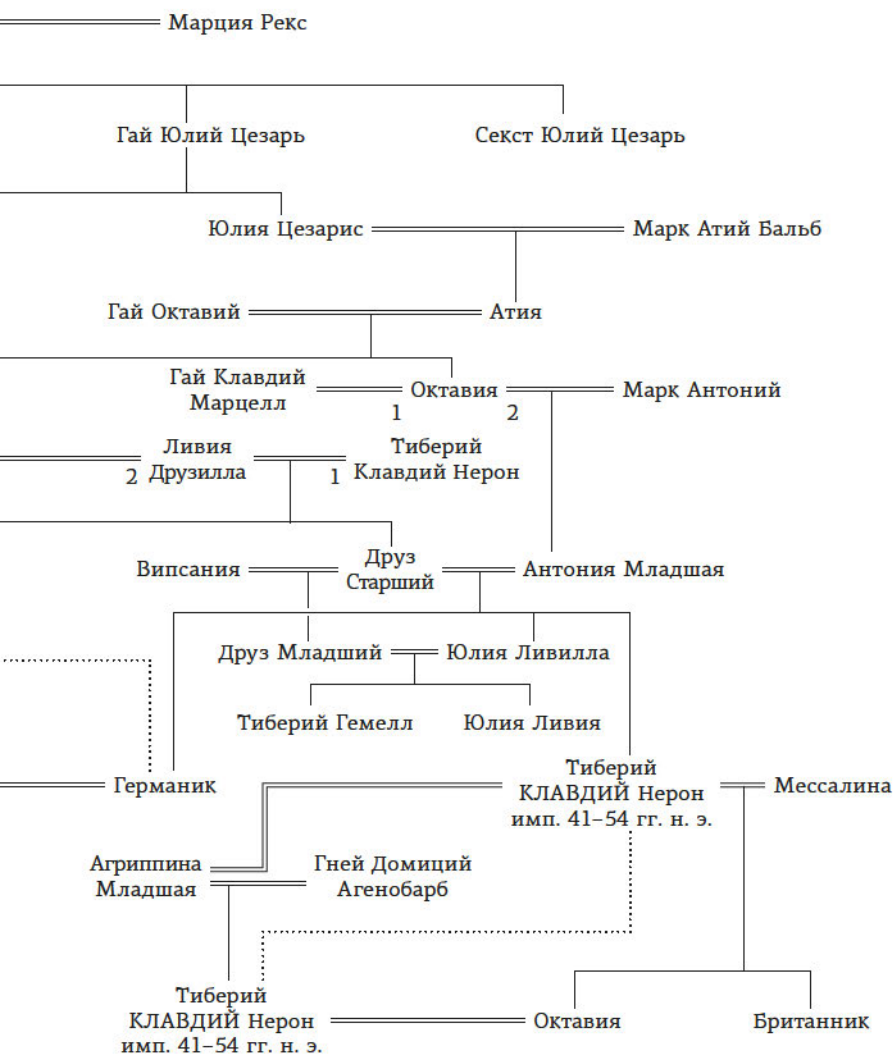 Марция Рекс
Гай Юлий Цезарь
Секст Юлий Цезарь
Юлия Цезарис
Марк Атий Бальб
Гай Октавий
Атия
Гай Клавдий
Марцелл
1
Октавия
2
Марк Антоний
2
Ливия
Друзилла
1
Тиберий
Клавдий Нерон
Випсания
Друз
Старший
Антония Младшая
Друз Младший
Юлия Ливилла
Тиберий Гемелл
Юлия Ливия
Германик
Тиберий
КЛАВДИЙ Нерон
имп. 41–54 гг. н. э.
Мессалина
Агриппина
Младшая
Гней Домиций
Агенобарб
Тиберий
КЛАВДИЙ Нерон
имп. 41–54 гг. н. э.
Октавия
Британник